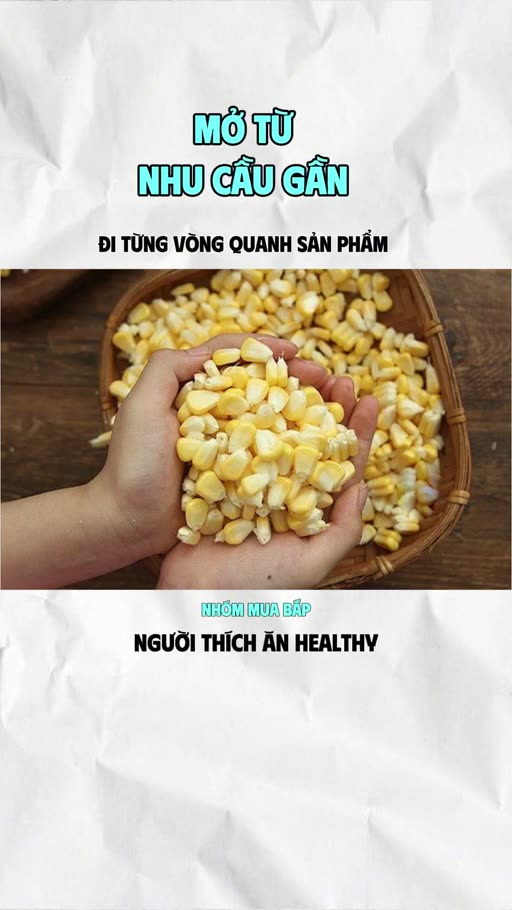 MỞ TỪ
NHU CẦU GẦN
ĐI TỪNG VÒNG QUANH SẢN PHẨM
NHÓM MUA BẮP
NGƯỜI THÍCH ĂN HEALTHY